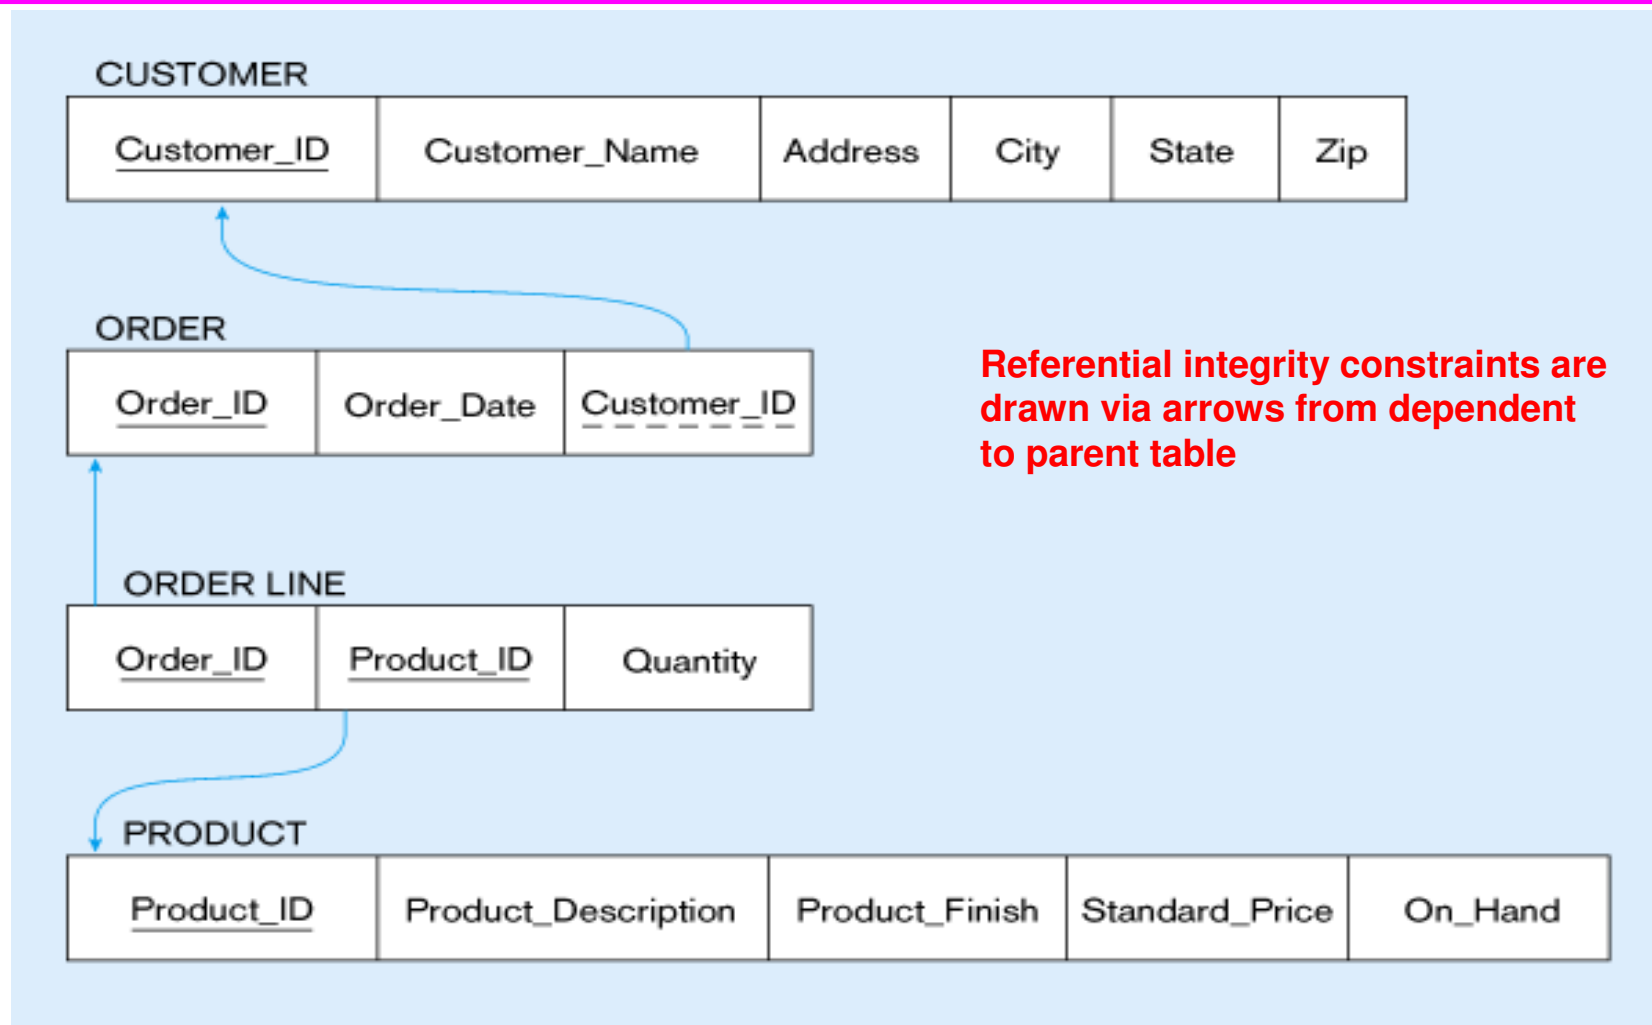 CUSTOMER
Customer_ID Customer_Name Address City State Zip
ORDER
Order_ID Order_Date Customer_ID
Referential integrity constraints are
drawn via arrows from dependent
to parent table
ORDER LINE
Order_ID Product_ID Quantity
PRODUCT
Product_ID Product_Description Product_Finish Standard_Price On_Hand